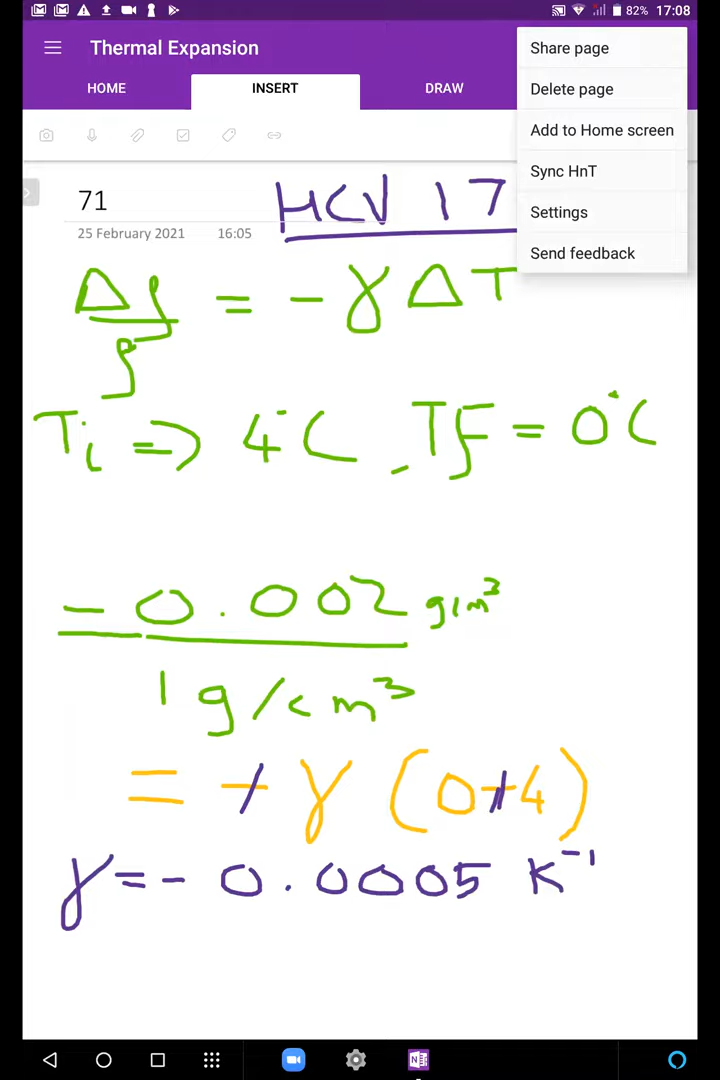 82% 17:08
Thermal Expansion
HOME INSERT DRAW
Share page
Delete page
Add to Home screen
Sync HnT
Settings
Send feedback
71
25 February 2021 16:05
HCV 17
Δρ/ρ = - γ Δ T
Ti => 4°C, Tf = 0°C
- 0.002 g/m³
1 g/cm³
= + γ (0+4)
γ = - 0.0005 K⁻¹